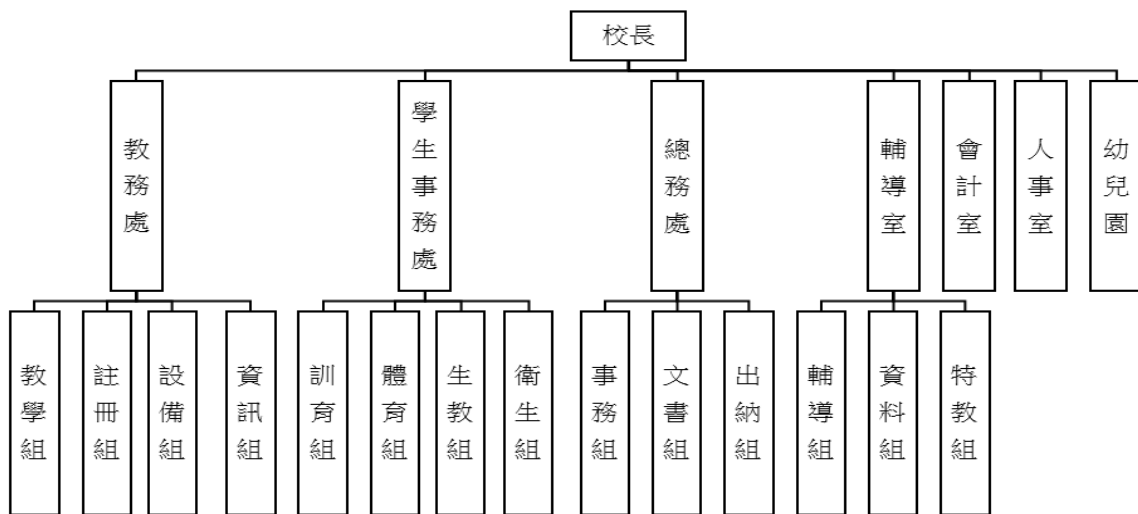 校長
教務處
學生事務處
總務處
輔導室
會計室
人事室
幼兒園
教學組
註冊組
設備組
資訊組
訓育組
體育組
生教組
衛生組
事務組
文書組
出納組
輔導組
資料組
特教組